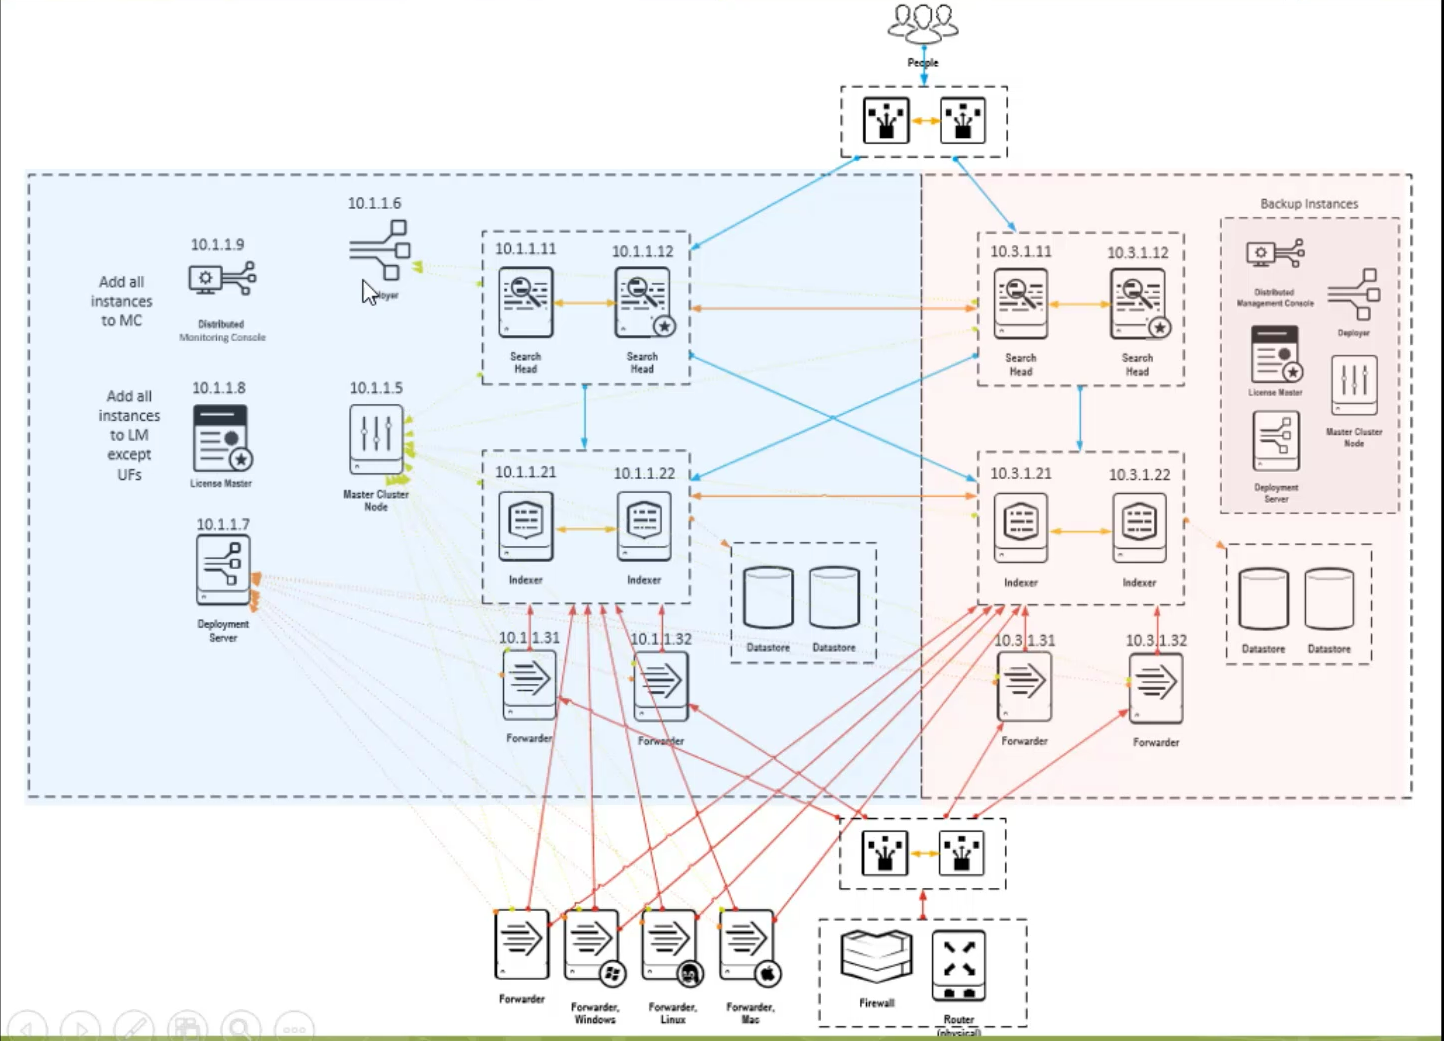 People
Backup Instances
10.1.1.6
10.1.1.9
10.1.1.11
10.1.1.12
10.3.1.11
10.3.1.12
Add all
instances
to MC
Distributed
Monitoring Console
Search
Head
Search
Head
Search
Head
Search
Head
Distributed
Management Console
Deployer
License Master
Master Cluster
Node
Deployment
Server
Add all
instances
to LM
except
UFs
10.1.1.8
License Master
10.1.1.5
Master Cluster
Node
10.1.1.7
Deployment
Server
10.1.1.21
10.1.1.22
10.3.1.21
10.3.1.22
Indexer
Indexer
Indexer
Indexer
10.1.1.31
10.1.1.32
10.3.1.31
10.3.1.32
Datastore
Datastore
Datastore
Datastore
Forwarder
Forwarder
Forwarder
Forwarder
Forwarder
Forwarder,
Windows
Forwarder,
Linux
Forwarder,
Mac
Firewall
Router
(physical)